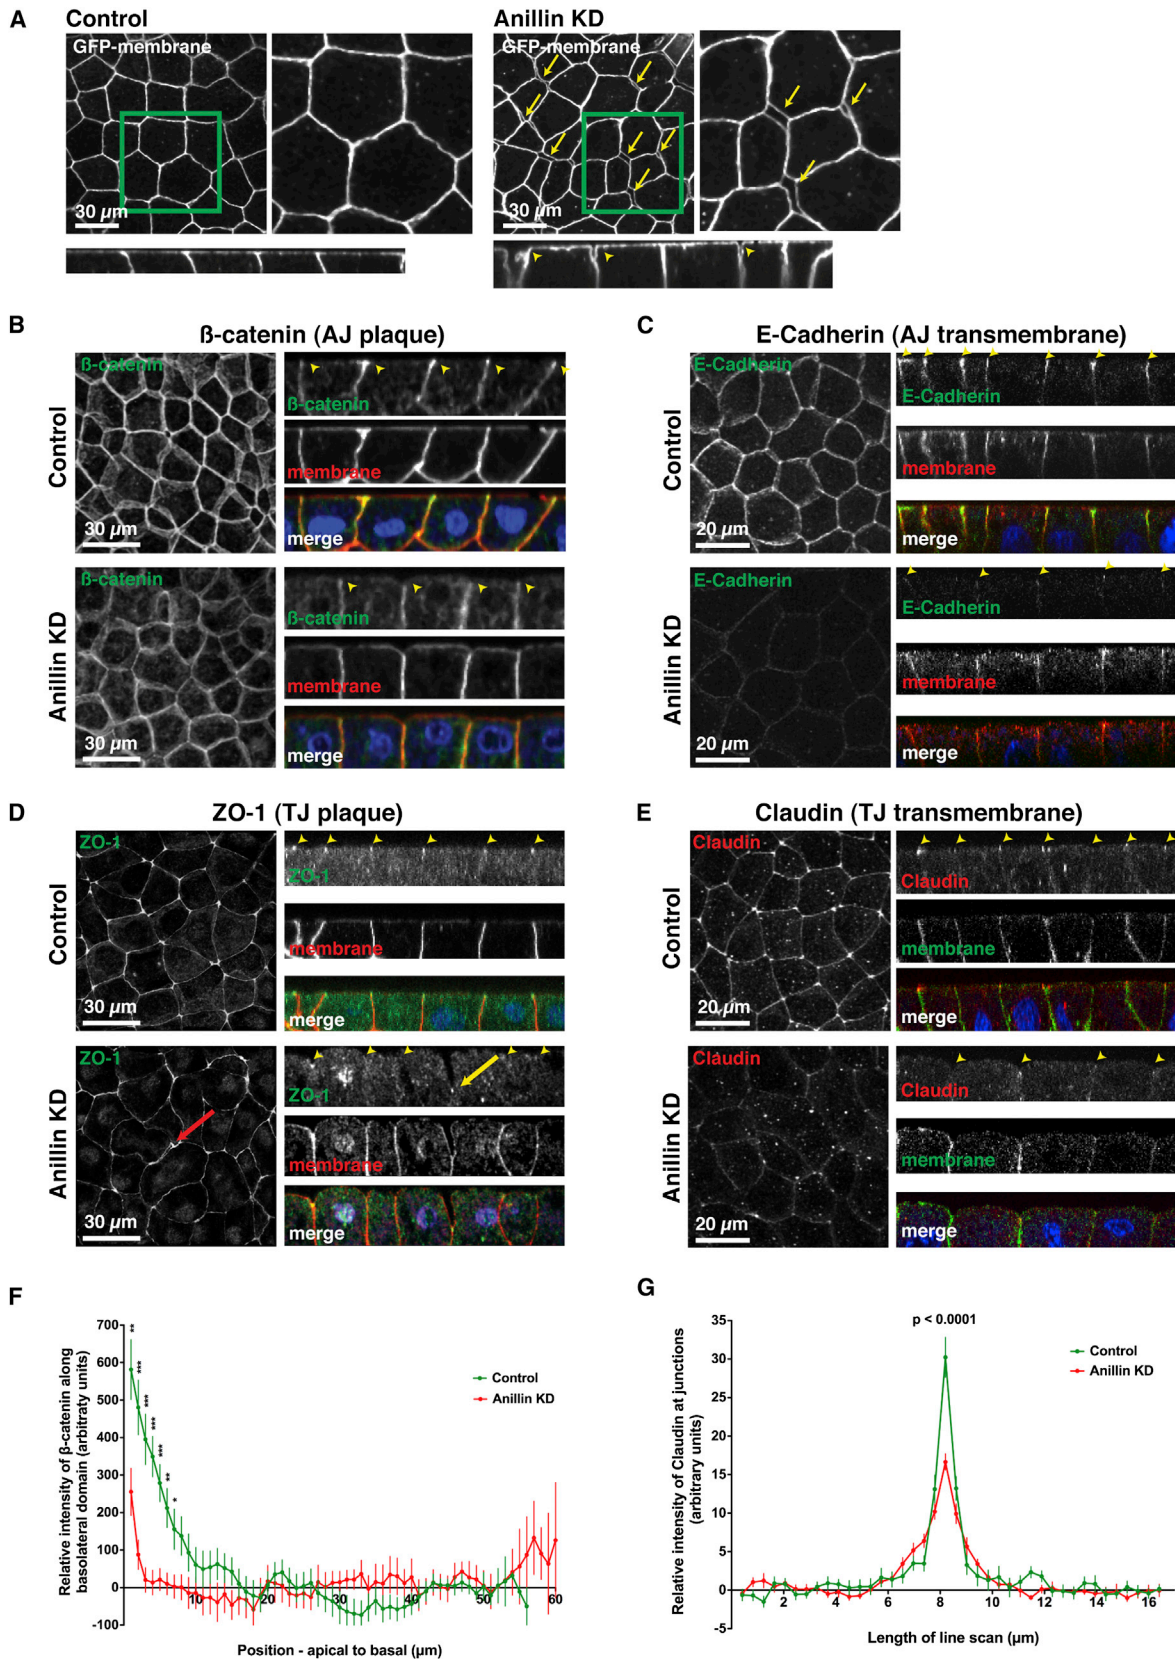 A
Control
GFP-membrane
30 µm
Anillin KD
GFP-membrane
30 µm
B
ß-catenin (AJ plaque)
Control
ß-catenin
30 µm
ß-catenin
membrane
merge
Anillin KD
ß-catenin
30 µm
ß-catenin
membrane
merge
C
E-Cadherin (AJ transmembrane)
Control
E-Cadherin
20 µm
E-Cadherin
membrane
merge
Anillin KD
E-Cadherin
20 µm
E-Cadherin
membrane
merge
D
ZO-1 (TJ plaque)
Control
ZO-1
30 µm
ZO-1
membrane
merge
Anillin KD
ZO-1
30 µm
ZO-1
membrane
merge
E
Claudin (TJ transmembrane)
Control
Claudin
20 µm
Claudin
membrane
merge
Anillin KD
Claudin
20 µm
Claudin
membrane
merge
F
Relative intensity of β-catenin along
basolateral domain (arbitraty units)
700
600
500
400
300
200
100
0
-100
**
***
***
***
***
**
*
Control
Anillin KD
10
20
30
40
50
60
Position - apical to basal (µm)
G
Relative intensity of Claudin at junctions
(arbitrary units)
35
30
25
20
15
10
5
0
-5
p < 0.0001
Control
Anillin KD
2
4
6
8
10
12
14
16
Length of line scan (µm)